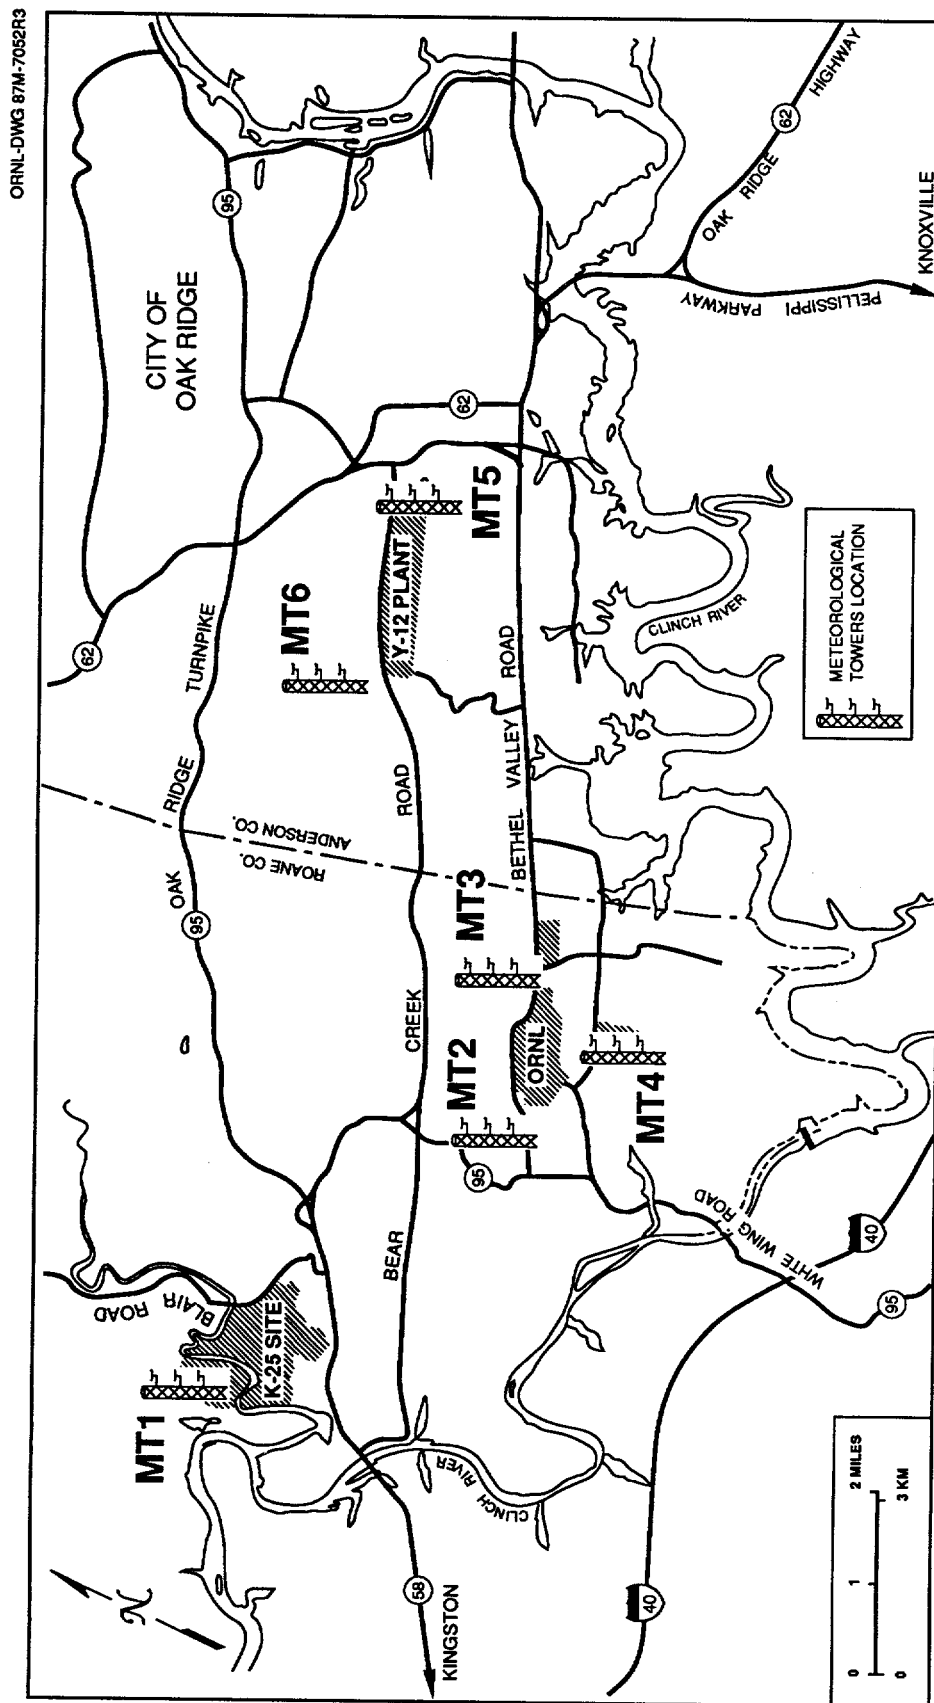 ORNL-DWG 87M-7052R3
CITY OF
OAK RIDGE
95
62
OAK RIDGE TURNPIKE
ROANE CO.
ANDERSON CO.
95
BLAIR ROAD
MT1
K-25 SITE
MT6
Y-12 PLANT
MT5
62
BEAR CREEK ROAD
MT2
MT3
95
ORNL
MT4
BETHEL VALLEY ROAD
WHITE WING ROAD
40
95
CLINCH RIVER
CLINCH RIVER
58
KINGSTON
40
N
OAK RIDGE HIGHWAY
62
PELLISSIPPI PARKWAY
KNOXVILLE
METEOROLOGICAL
TOWERS LOCATION
0 1 2 MILES
0 3 KM